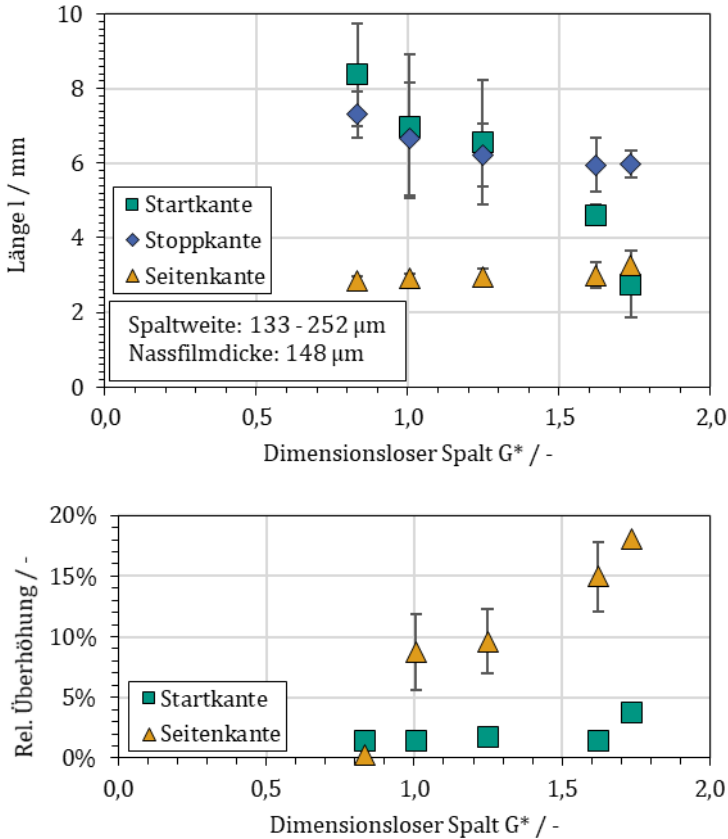 10
8
6
4
2
0
Länge l / mm
Startkante
Stoppkante
Seitenkante
Spaltweite: 133 - 252 µm
Nassfilmdicke: 148 µm
0,0
0,5
1,0
1,5
2,0
Dimensionsloser Spalt G* / -
20%
15%
10%
5%
0%
Rel. Überhöhung / -
Startkante
Seitenkante
0,0
0,5
1,0
1,5
2,0
Dimensionsloser Spalt G* / -